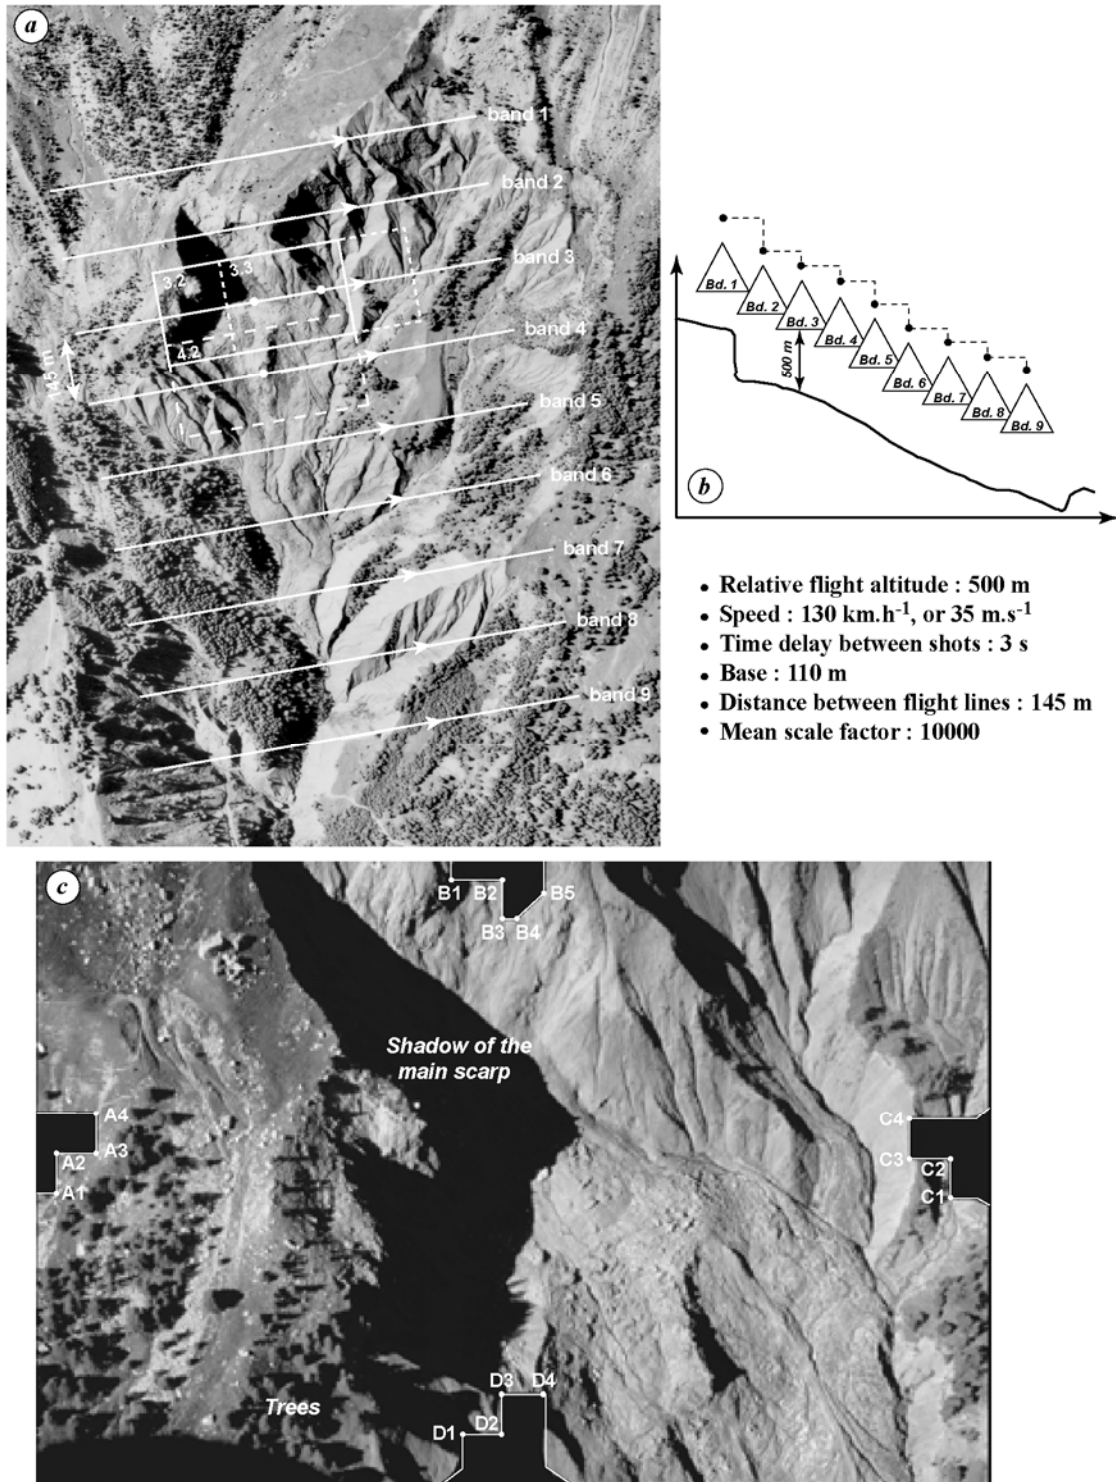 a
band 1
band 2
3.2
3.3
band 3
4.2
band 4
145 m
band 5
band 6
band 7
band 8
band 9
Bd. 1
Bd. 2
Bd. 3
Bd. 4
Bd. 5
Bd. 6
Bd. 7
Bd. 8
Bd. 9
500 m
b
• Relative flight altitude : 500 m
• Speed : 130 km.h⁻¹, or 35 m.s⁻¹
• Time delay between shots : 3 s
• Base : 110 m
• Distance between flight lines : 145 m
• Mean scale factor : 10000
c
B1 B2 B5
B3 B4
Shadow of the
main scarp
A4
A2 A3
A1
C4
C3 C2
C1
D3 D4
Trees
D1 D2